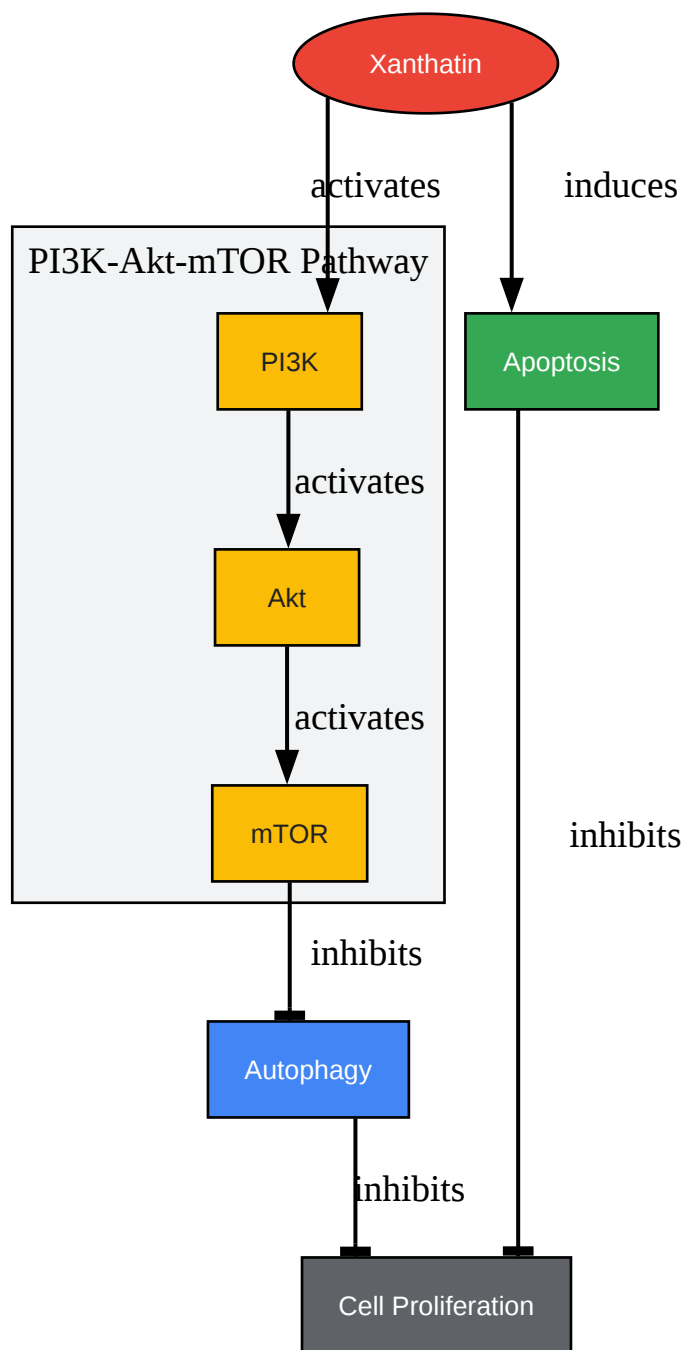 Xanthatin
activates
induces
PI3K-Akt-mTOR Pathway
PI3K
Apoptosis
activates
Akt
activates
mTOR
inhibits
inhibits
Autophagy
inhibits
Cell Proliferation